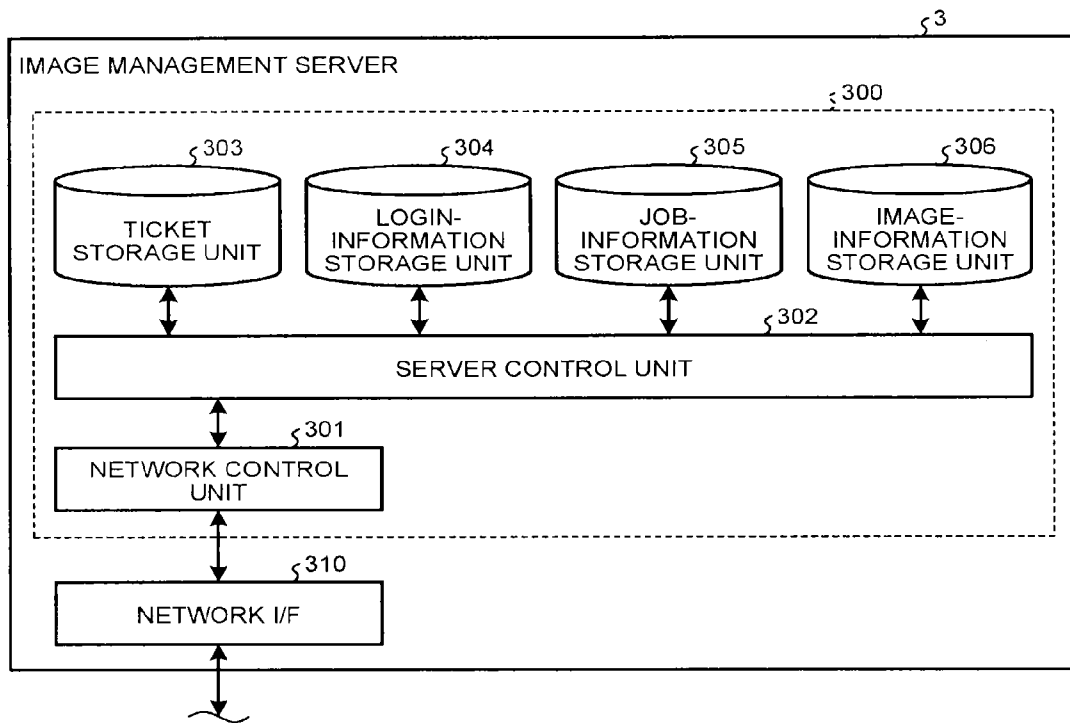 3
IMAGE MANAGEMENT SERVER
300
303
304
305
306
TICKET
STORAGE UNIT
LOGIN-
INFORMATION
STORAGE UNIT
JOB-
INFORMATION
STORAGE UNIT
IMAGE-
INFORMATION
STORAGE UNIT
302
SERVER CONTROL UNIT
301
NETWORK CONTROL
UNIT
310
NETWORK I/F